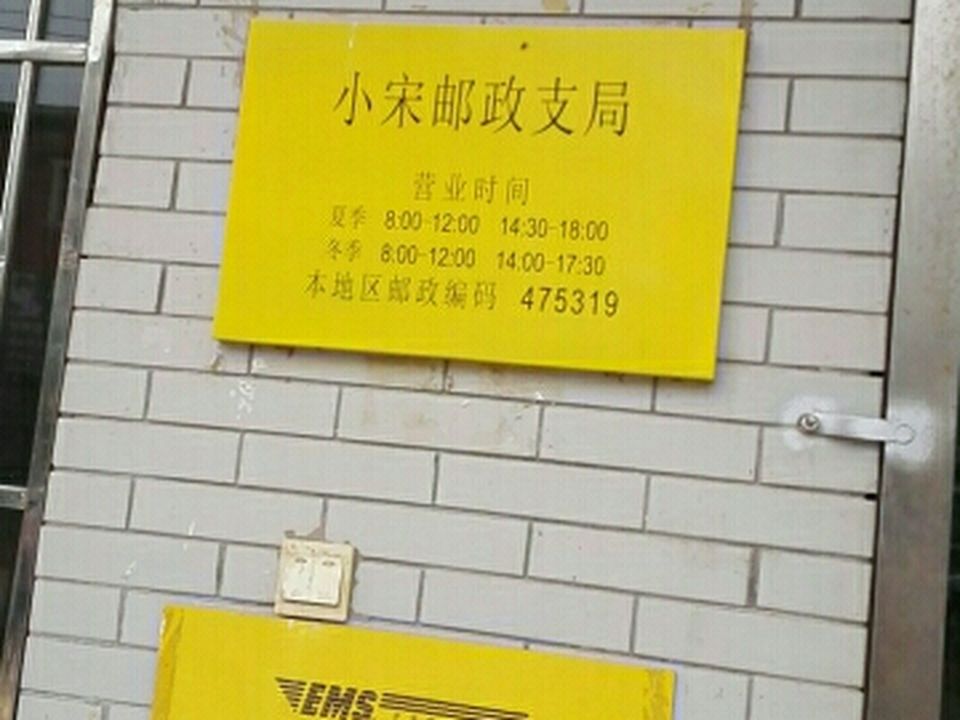 小宋邮政支局
营业时间
夏季 8:00-12:00 14:30-18:00
冬季 8:00-12:00 14:00-17:30
本地区邮政编码 475319
EMS